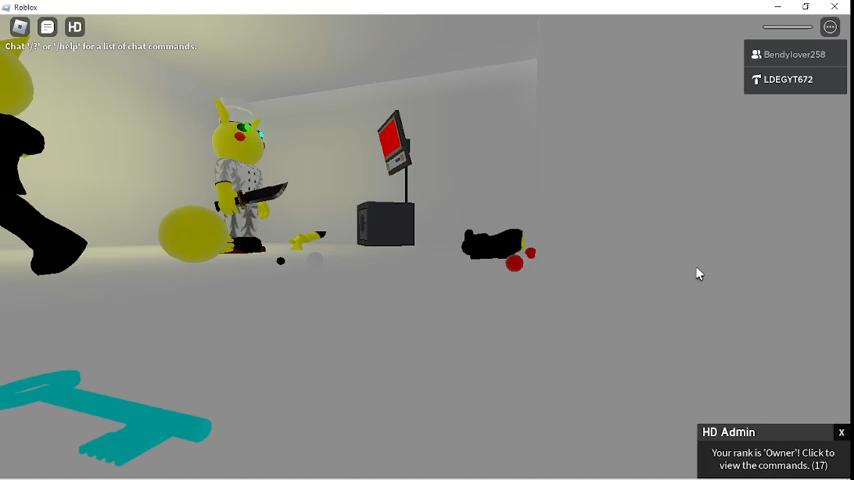 Roblox
HD
Chat '/?' or '/help' for a list of chat commands.
Bendylover258
LDEGYT672
HD Admin
X
Your rank is 'Owner'! Click to
view the commands. (17)